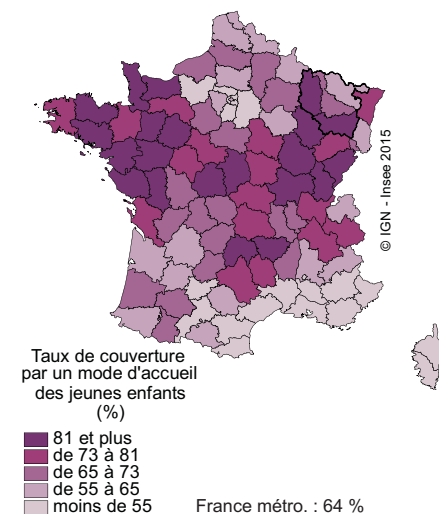 © IGN - Insee 2015
Taux de couverture
par un mode d'accueil
des jeunes enfants
(%)
81 et plus
de 73 à 81
de 65 à 73
de 55 à 65
moins de 55
France métro. : 64 %